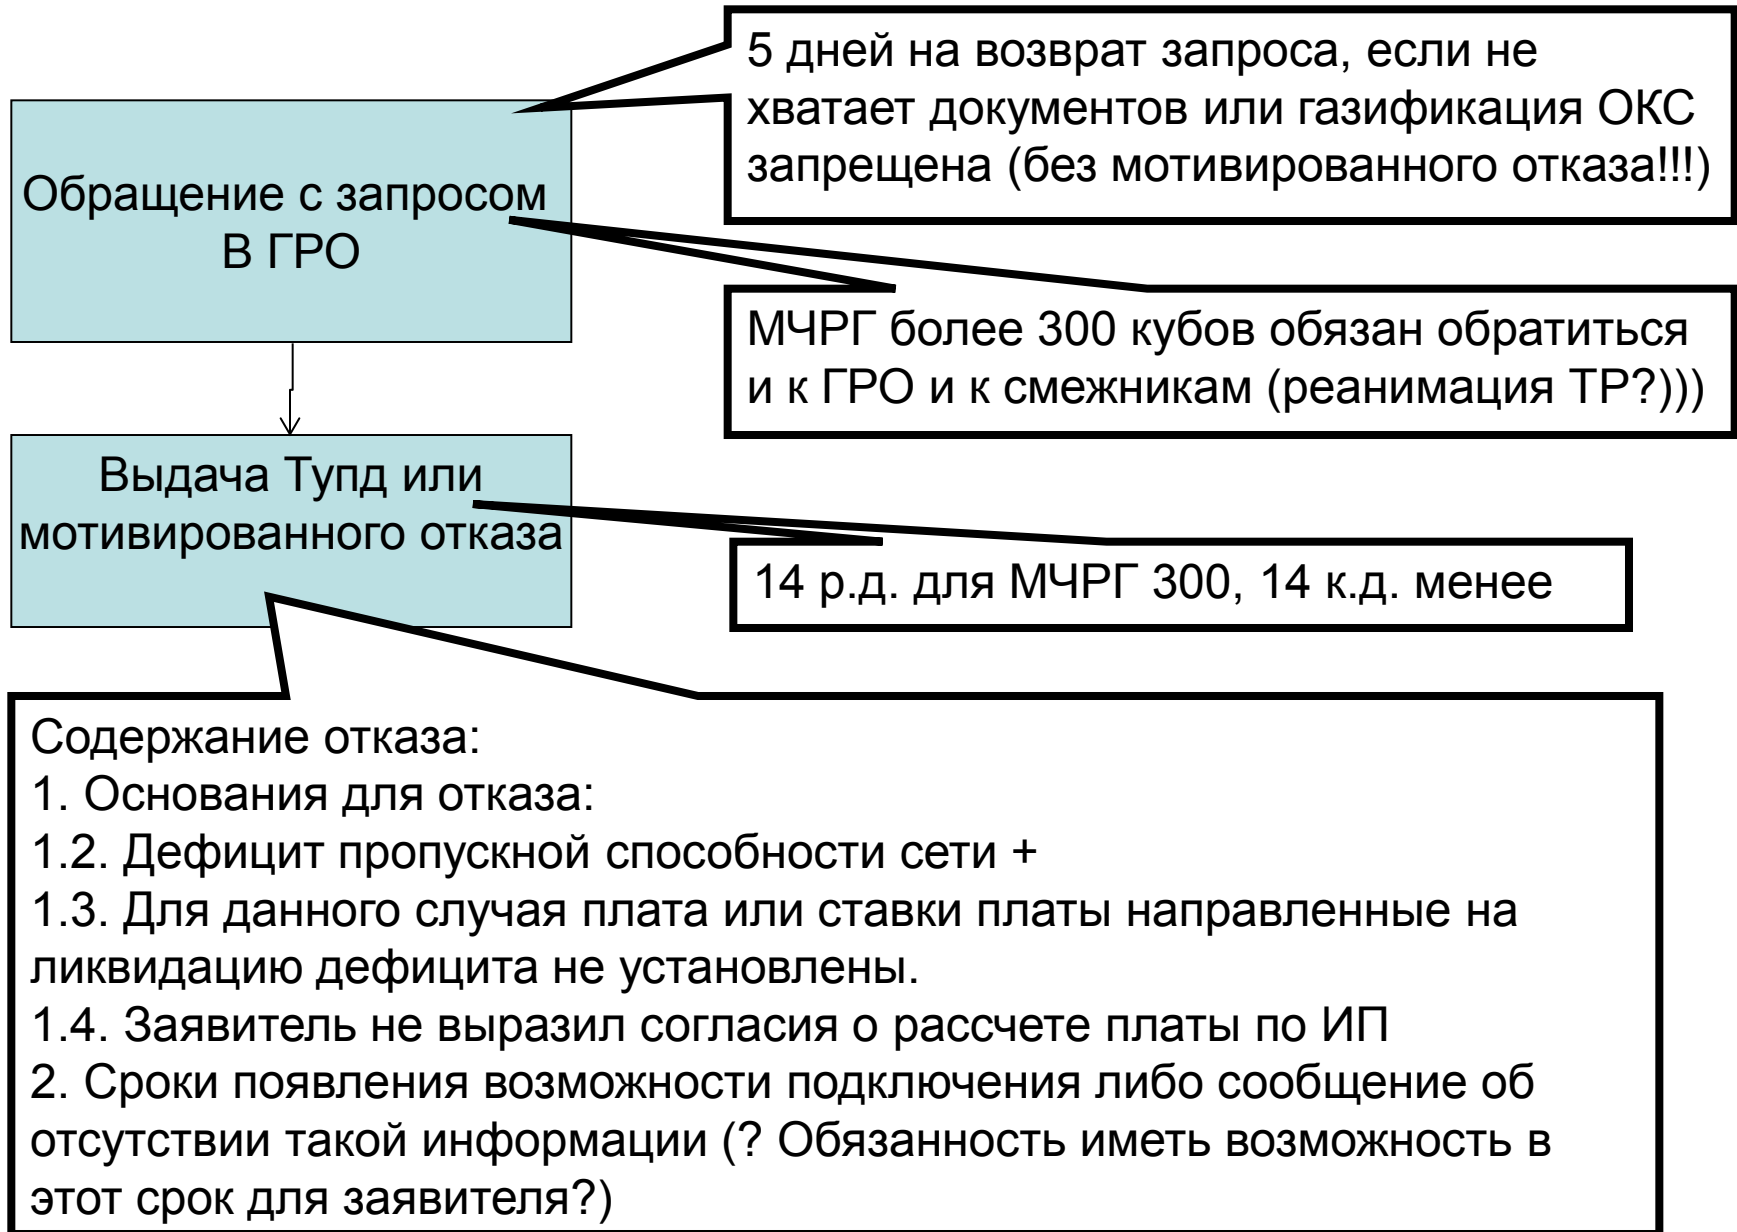 5 дней на возврат запроса, если не
хватает документов или газификация ОКС
запрещена (без мотивированного отказа!!!)
Обращение с запросом
В ГРО
МЧРГ более 300 кубов обязан обратиться
и к ГРО и к смежникам (реанимация ТР?)))
Выдача Тупд или
мотивированного отказа
14 р.д. для МЧРГ 300, 14 к.д. менее
Содержание отказа:
1. Основания для отказа:
1.2. Дефицит пропускной способности сети +
1.3. Для данного случая плата или ставки платы направленные на
ликвидацию дефицита не установлены.
1.4. Заявитель не выразил согласия о рассчете платы по ИП
2. Сроки появления возможности подключения либо сообщение об
отсутствии такой информации (? Обязанность иметь возможность в
этот срок для заявителя?)